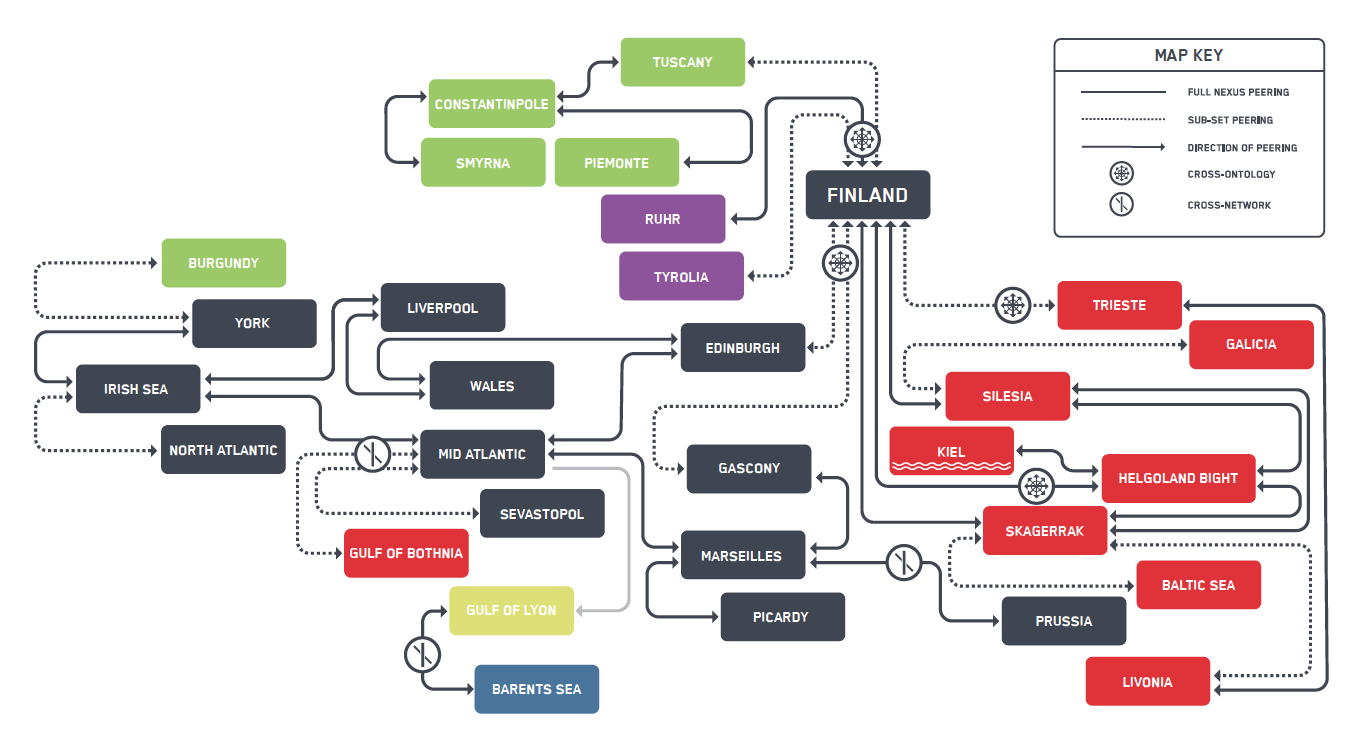 TUSCANY
MAP KEY
FULL NEXUS PEERING
SUB-SET PEERING
DIRECTION OF PEERING
CROSS-ONTOLOGY
CROSS-NETWORK
CONSTANTINPOLE
SMYRNA
PIEMONTE
FINLAND
RUHR
TYROLIA
BURGUNDY
YORK
LIVERPOOL
TRIESTE
GALICIA
EDINBURGH
IRISH SEA
WALES
SILESIA
NORTH ATLANTIC
MID ATLANTIC
KIEL
GASCONY
HELGOLAND BIGHT
SEVASTOPOL
SKAGERRAK
GULF OF BOTHNIA
MARSEILLES
BALTIC SEA
GULF OF LYON
PICARDY
PRUSSIA
BARENTS SEA
LIVONIA